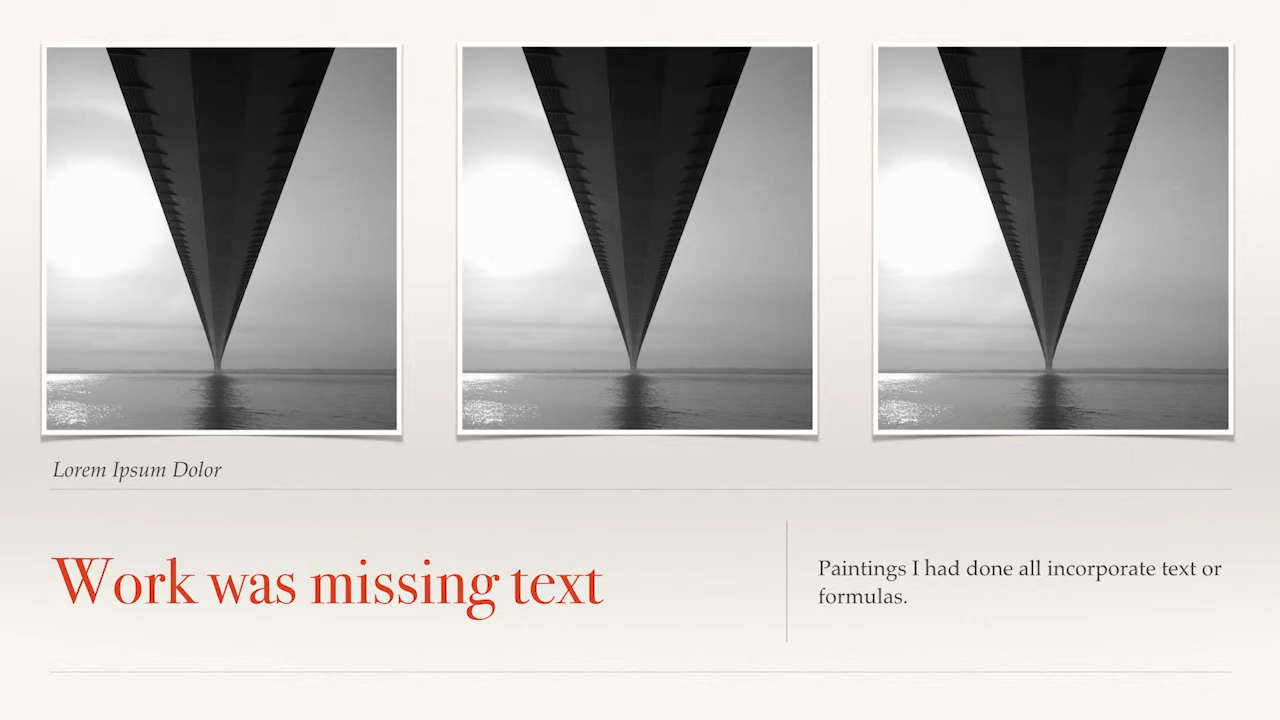 Lorem Ipsum Dolor
Work was missing text
Paintings I had done all incorporate text or
formulas.